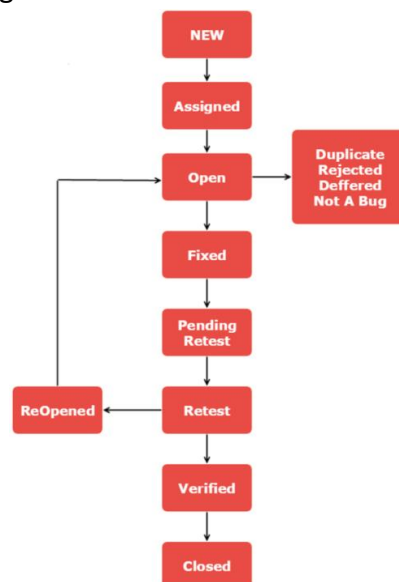 NEW
Assigned
Open
Duplicate
Rejected
Deffered
Not A Bug
Fixed
Pending
Retest
ReOpened
Retest
Verified
Closed